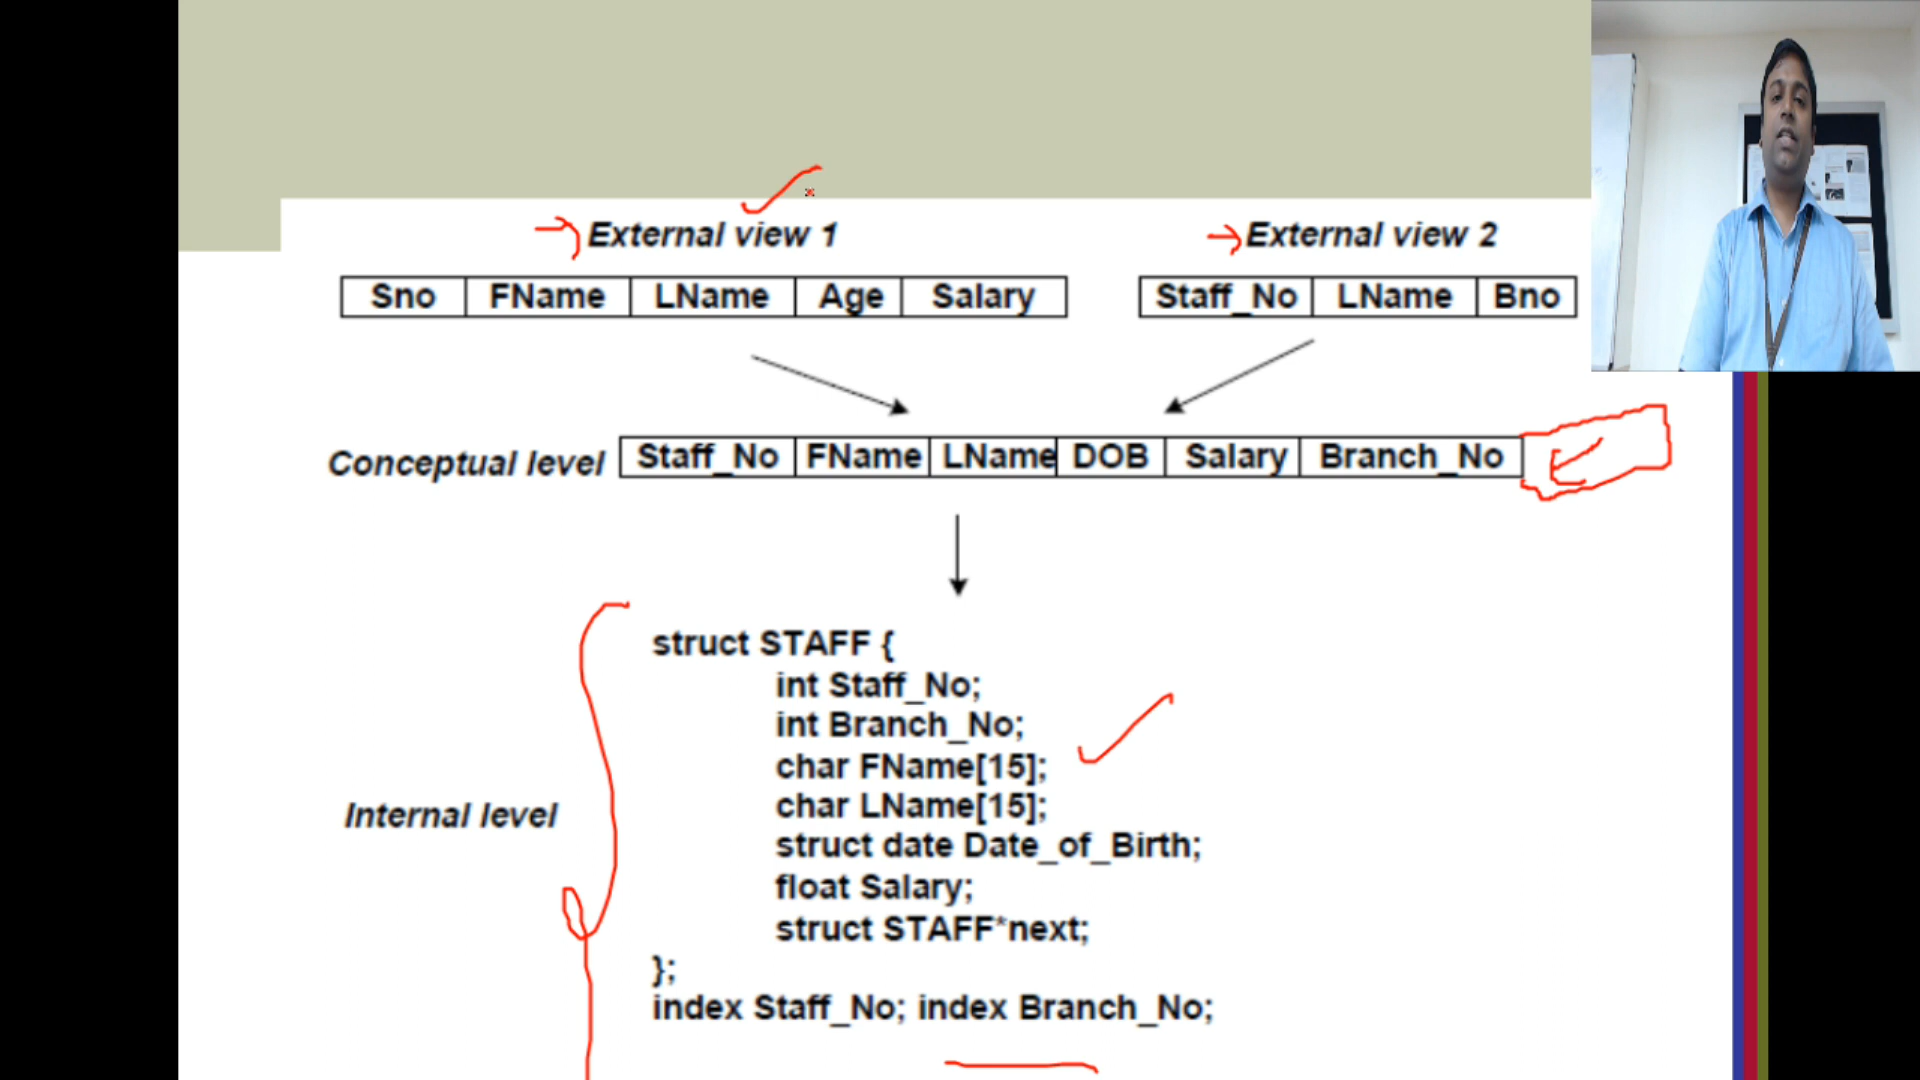 External view 1
External view 2
Sno FName LName Age Salary
Staff_No LName Bno
Conceptual level
Staff_No FName LName DOB Salary Branch_No
Internal level
struct STAFF {
int Staff_No;
int Branch_No;
char FName[15];
char LName[15];
struct date Date_of_Birth;
float Salary;
struct STAFF*next;
};
index Staff_No; index Branch_No;